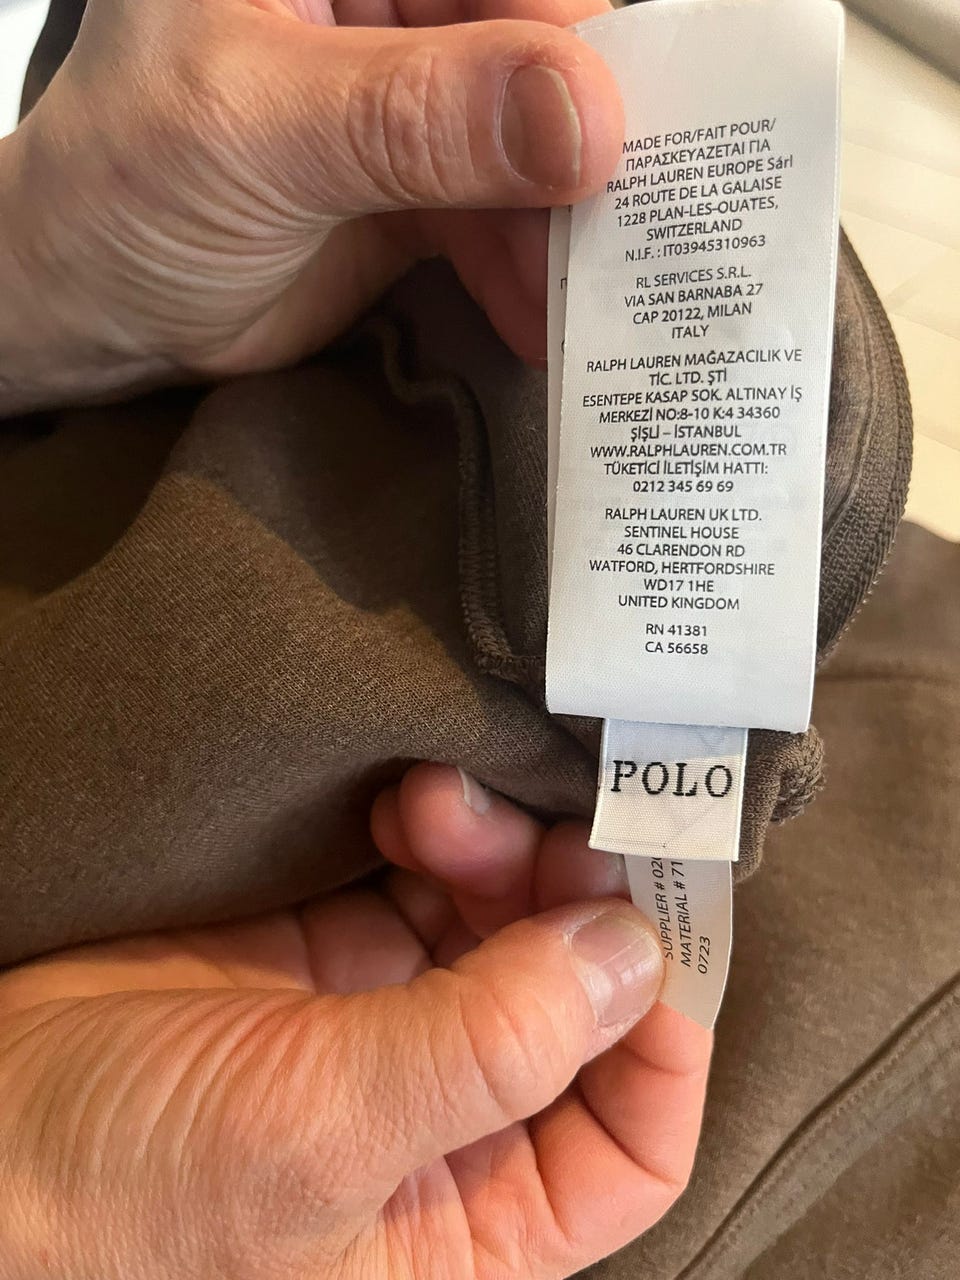 MADE FOR/FAIT POUR/
ΠΑΡΑΣΚΕΥΑΖΕΤΑΙ ΓΙΑ
RALPH LAUREN EUROPE Sárl
24 ROUTE DE LA GALAISE
1228 PLAN-LES-OUATES,
SWITZERLAND
N.I.F. : IT03945310963
RL SERVICES S.R.L.
VIA SAN BARNABA 27
CAP 20122, MILAN
ITALY
RALPH LAUREN MAĞAZACILIK VE
TİC. LTD. ŞTİ
ESENTEPE KASAP SOK. ALTINAY İŞ
MERKEZİ NO:8-10 K:4 34360
ŞİŞLİ – İSTANBUL
WWW.RALPHLAUREN.COM.TR
TÜKETİCİ İLETİŞİM HATTI:
0212 345 69 69
RALPH LAUREN UK LTD.
SENTINEL HOUSE
46 CLARENDON RD
WATFORD, HERTFORDSHIRE
WD17 1HE
UNITED KINGDOM
RN 41381
CA 56658
POLO
SUPPLIER # 020
MATERIAL # 71
0723